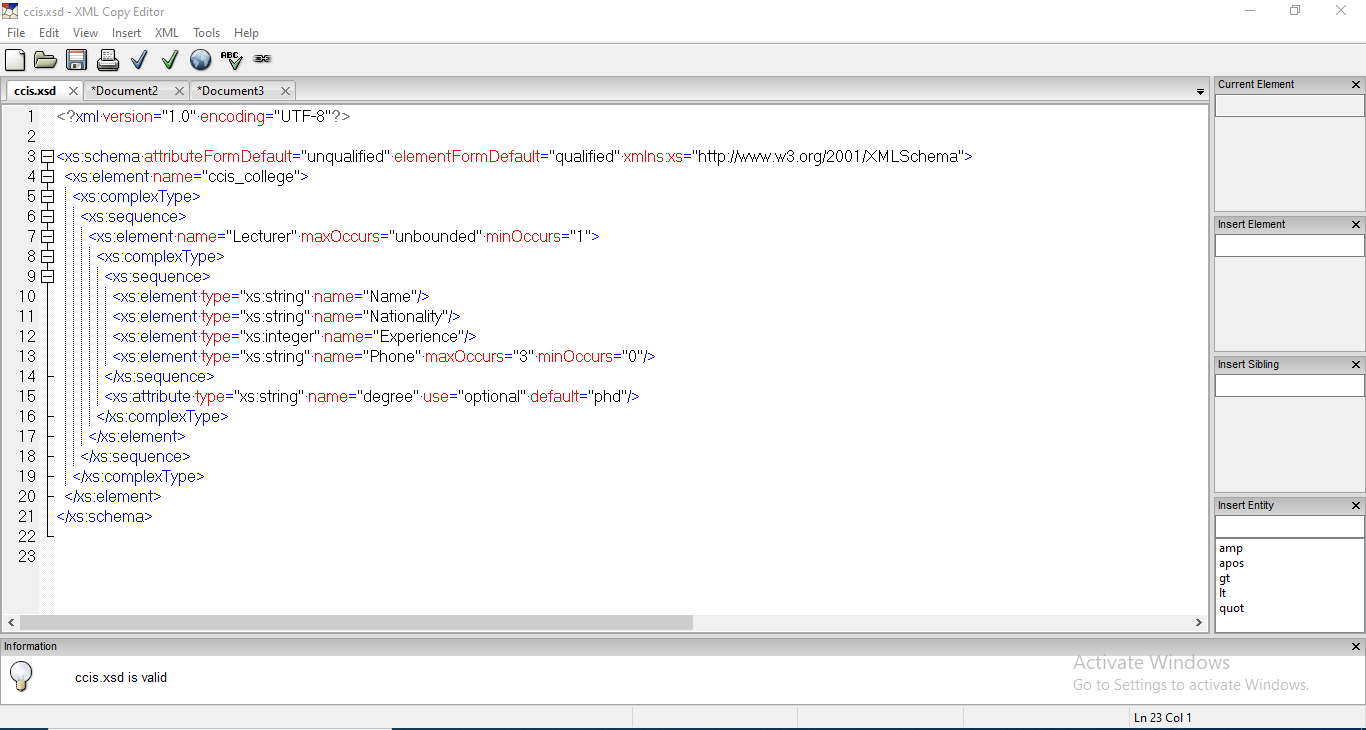 ccis.xsd - XML Copy Editor
File Edit View Insert XML Tools Help
ABC
ccis.xsd *Document2 *Document3
1 <?xml version="1.0" encoding="UTF-8"?>
2
3 <xs:schema attributeFormDefault="unqualified" elementFormDefault="qualified" xmlns:xs="http://www.w3.org/2001/XMLSchema">
4 <xs:element name="ccis_college">
5 <xs:complexType>
6 <xs:sequence>
7 <xs:element name="Lecturer" maxOccurs="unbounded" minOccurs="1">
8 <xs:complexType>
9 <xs:sequence>
10 <xs:element type="xs:string" name="Name"/>
11 <xs:element type="xs:string" name="Nationality"/>
12 <xs:element type="xs:integer" name="Experience"/>
13 <xs:element type="xs:string" name="Phone" maxOccurs="3" minOccurs="0"/>
14 </xs:sequence>
15 <xs:attribute type="xs:string" name="degree" use="optional" default="phd"/>
16 </xs:complexType>
17 </xs:element>
18 </xs:sequence>
19 </xs:complexType>
20 </xs:element>
21 </xs:schema>
22
23
Current Element
Insert Element
Insert Sibling
Insert Entity
amp
apos
gt
lt
quot
Information
ccis.xsd is valid
Activate Windows
Go to Settings to activate Windows.
Ln 23 Col 1